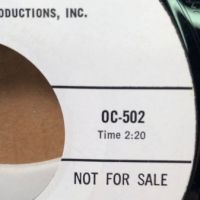 ODUCTIONS, INC.
OC-502
Time 2:20
NOT FOR SALE